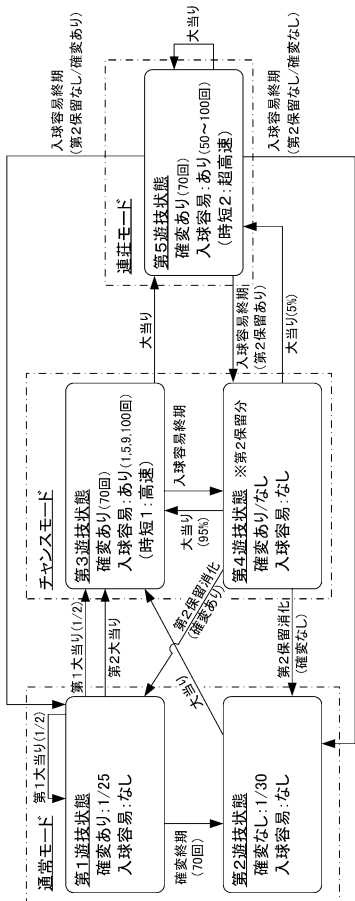 通常モード
第1遊技状態
確変あり:1/25
入球容易:なし
第2遊技状態
確変なし:1/30
入球容易:なし
第1大当り(1/2)
確変終期
(70回)
第1大当り(1/2)
第2大当り
大当り
第2保留消化
(確変あり)
第2保留消化
(確変なし)
チャンスモード
第3遊技状態
確変あり(70回)
入球容易:あり(1,5,9,100回)
(時短1:高速)
大当り
(95%)
入球容易終期
第4遊技状態 ※第2保留分
確変あり/なし
入球容易:なし
大当り
入球容易終期
(第2保留あり)
大当り(5%)
連荘モード
第5遊技状態
確変あり(70回)
入球容易:あり(50~100回)
(時短2:超高速)
大当り
入球容易終期
(第2保留なし/確変あり)
入球容易終期
(第2保留なし/確変なし)